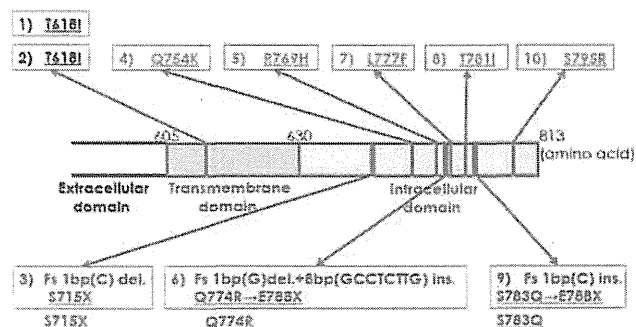 1) T618I
2) T618I
4) Q754K
5) R769H
7) L777F
8) T781I
10) S795R
605
630
813
(amino acid)
Extracellular domain
Transmembrane domain
Intracellular domain
3) Fs 1bp(C) del.
S715X
S715X
6) Fs 1bp(G)del.+8bp(GCCTCTTG) ins.
Q774R→E788X
Q774R
9) Fs 1bp(C) ins.
S783Q→E788X
S783Q